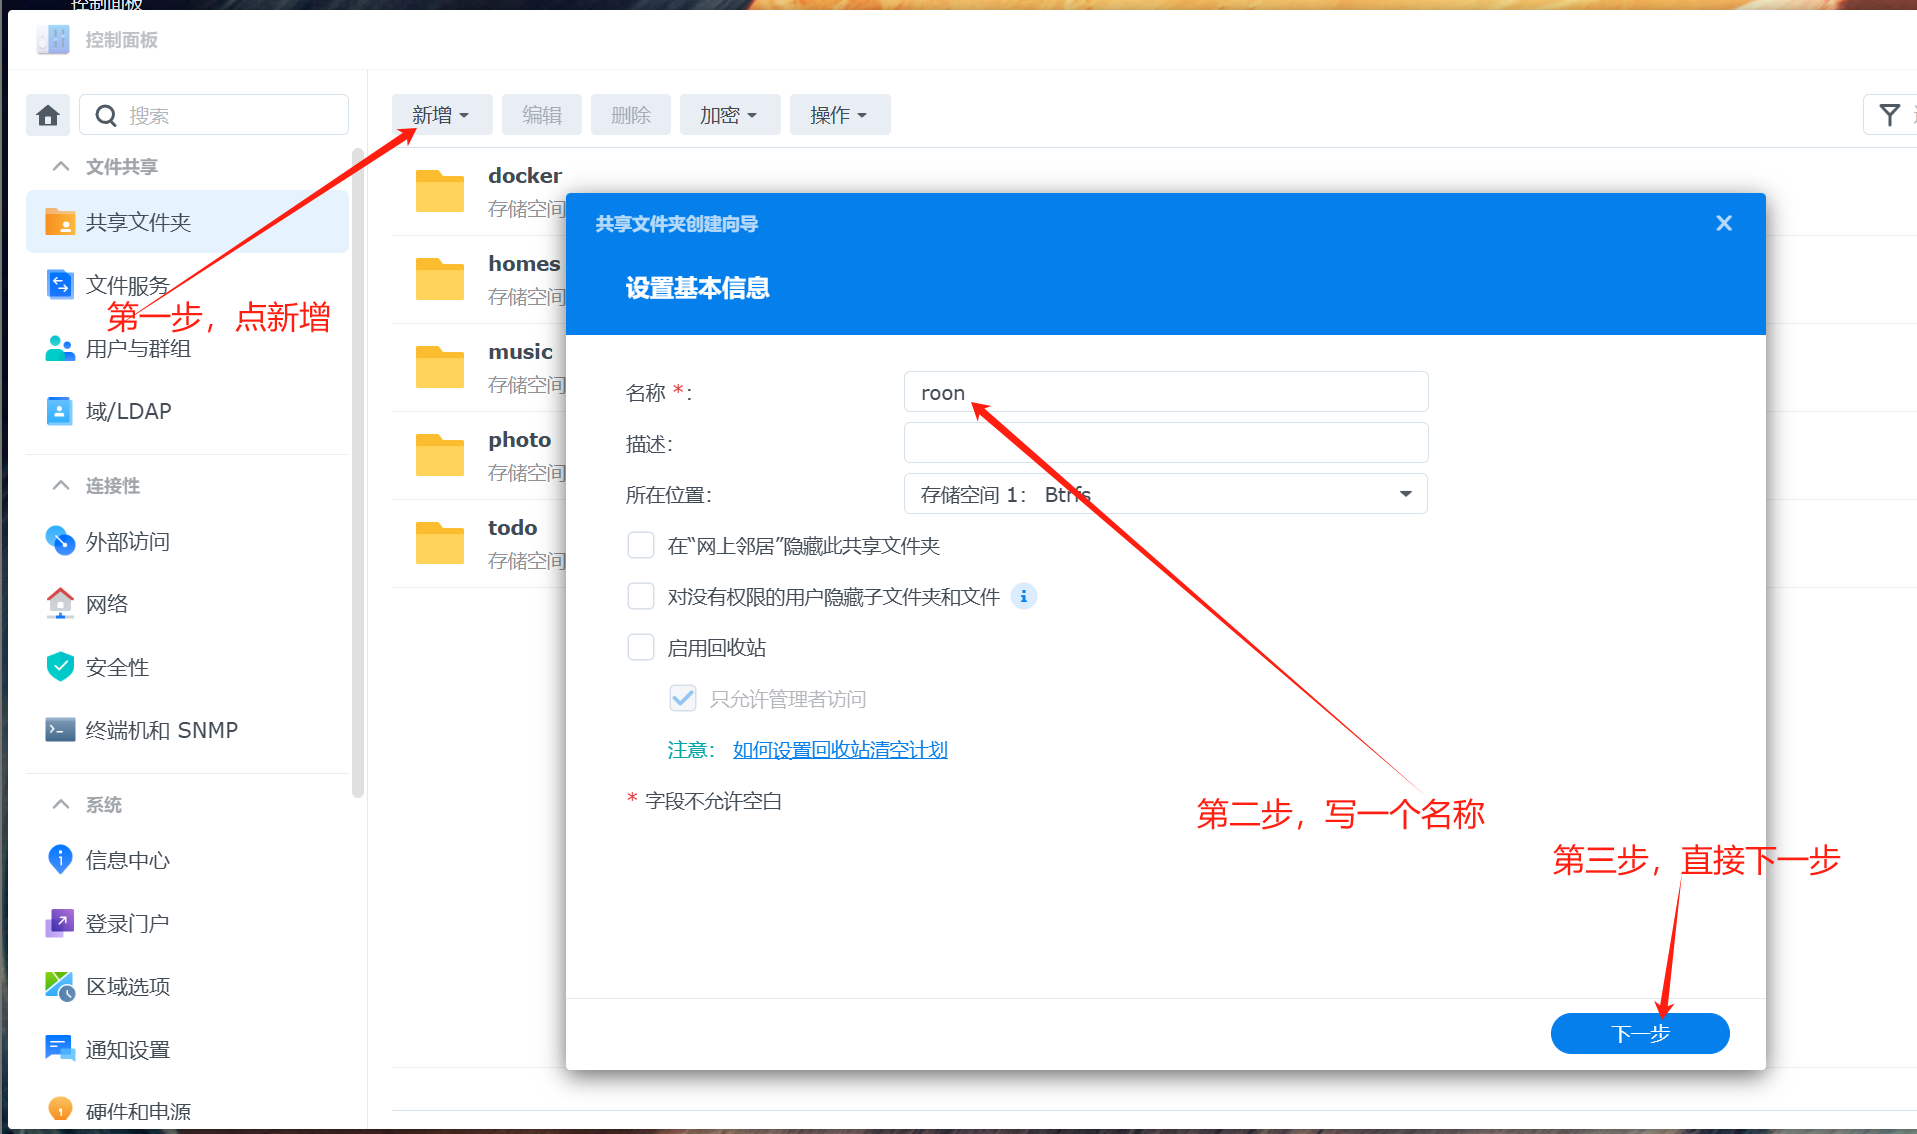 控制面板
控制面板
搜索
文件共享
共享文件夹
文件服务
第一步，点新增
用户与群组
域/LDAP
连接性
外部访问
网络
安全性
终端机和 SNMP
系统
信息中心
登录门户
区域选项
通知设置
硬件和电源
新增
编辑
删除
加密
操作
docker
存储空间
homes
存储空间
music
存储空间
photo
存储空间
todo
存储空间
共享文件夹创建向导
设置基本信息
名称 *：
roon
描述：
所在位置：
存储空间 1： Btrfs
在“网上邻居”隐藏此共享文件夹
对没有权限的用户隐藏子文件夹和文件
启用回收站
只允许管理者访问
注意： 如何设置回收站清空计划
* 字段不允许空白
第二步，写一个名称
第三步，直接下一步
下一步